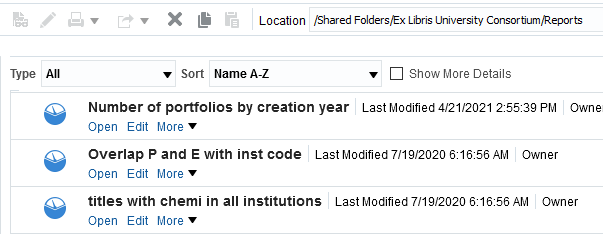 Location /Shared Folders/Ex Libris University Consortium/Reports
Type All Sort Name A-Z Show More Details
Number of portfolios by creation year Last Modified 4/21/2021 2:55:39 PM Owner
Open Edit More
Overlap P and E with inst code Last Modified 7/19/2020 6:16:56 AM Owner
Open Edit More
titles with chemi in all institutions Last Modified 7/19/2020 6:16:56 AM Owner
Open Edit More